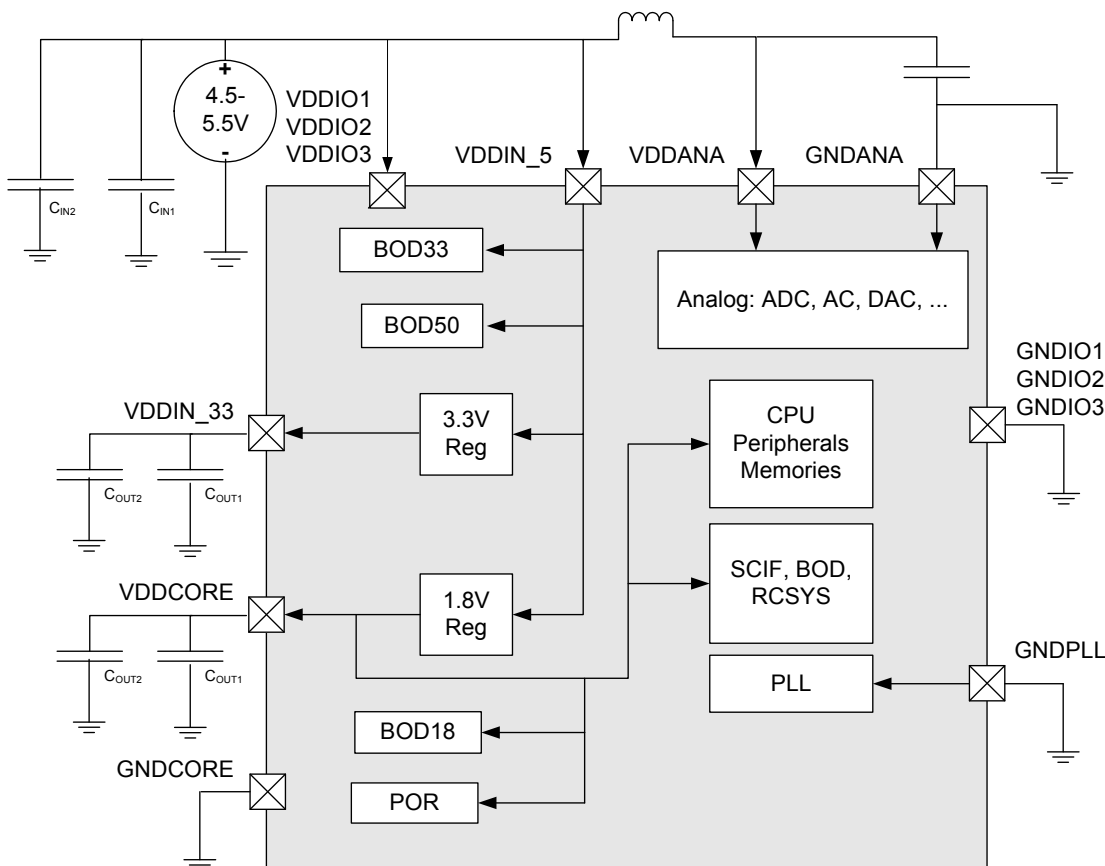 +
4.5-
5.5V
-
VDDIO1
VDDIO2
VDDIO3
VDDIN_5
VDDANA
GNDANA
CIN2
CIN1
BOD33
BOD50
Analog: ADC, AC, DAC, ...
GNDIO1
GNDIO2
GNDIO3
VDDIN_33
3.3V
Reg
CPU
Peripherals
Memories
COUT2
COUT1
VDDCORE
1.8V
Reg
SCIF, BOD,
RCSYS
COUT2
COUT1
GNDPLL
PLL
BOD18
GNDCORE
POR